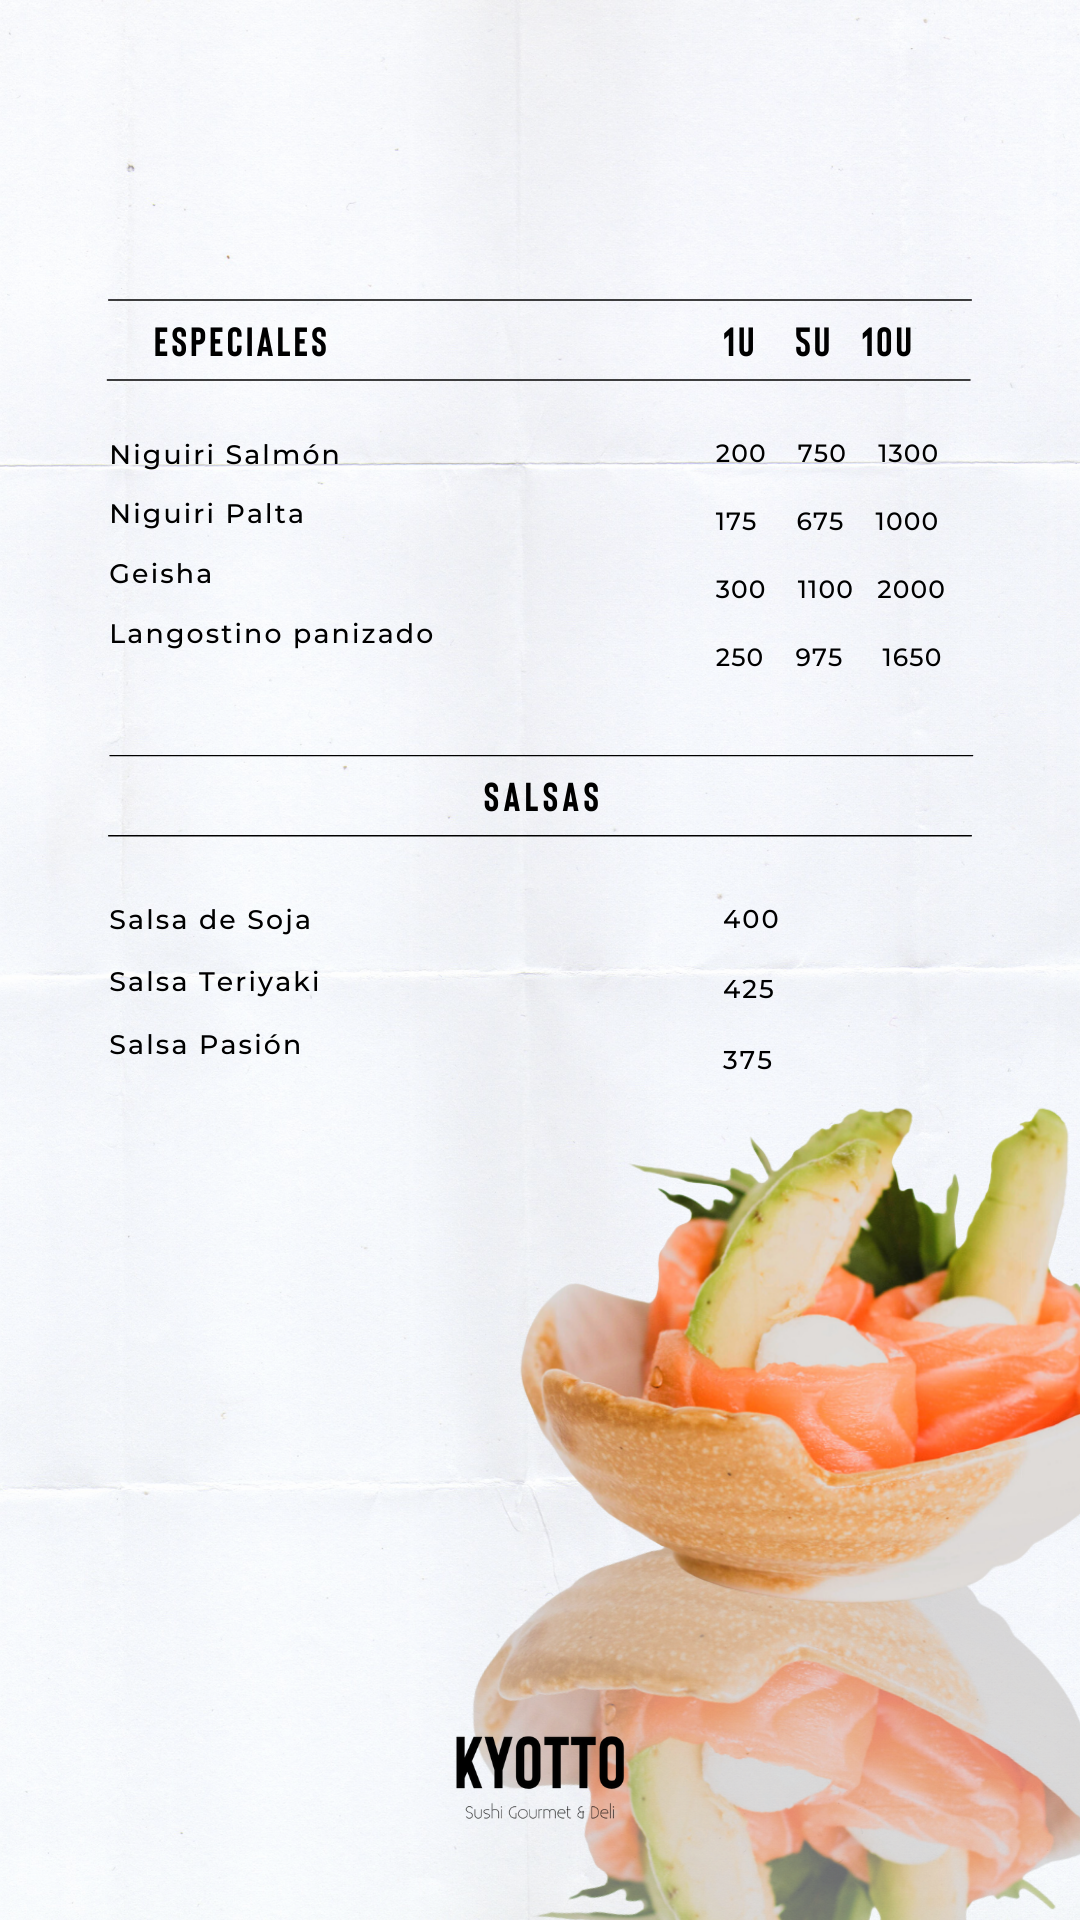 ESPECIALES 1U 5U 10U
Niguiri Salmón 200 750 1300
Niguiri Palta 175 675 1000
Geisha 300 1100 2000
Langostino panizado 250 975 1650
SALSAS
Salsa de Soja 400
Salsa Teriyaki 425
Salsa Pasión 375
KYOTTO
Sushi Gourmet & Deli